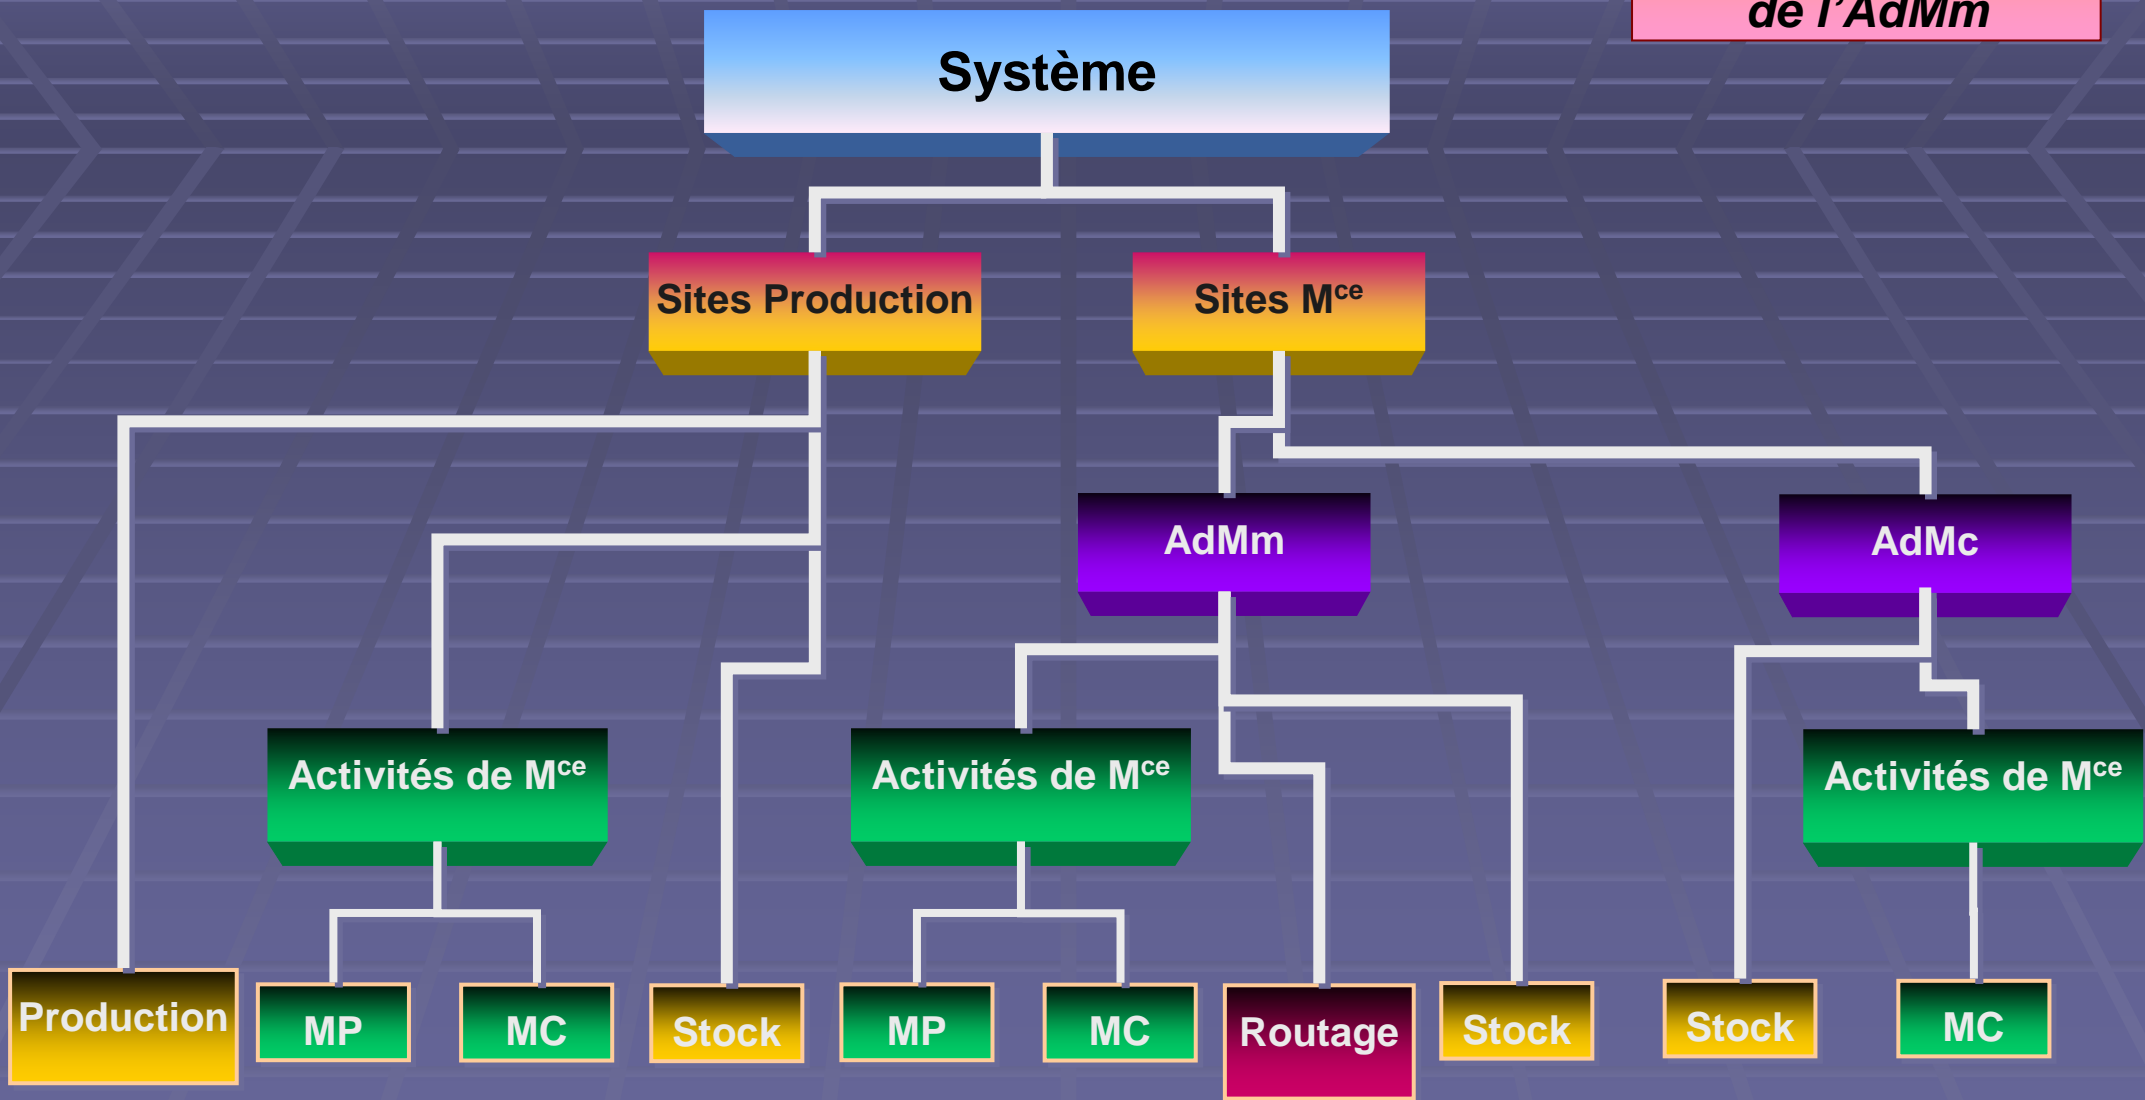 de l'AdMm
Système
Sites Production
Sites Mce
AdMm
AdMc
Activités de Mce
Activités de Mce
Activités de Mce
Production
MP
MC
Stock
MP
MC
Routage
Stock
Stock
MC